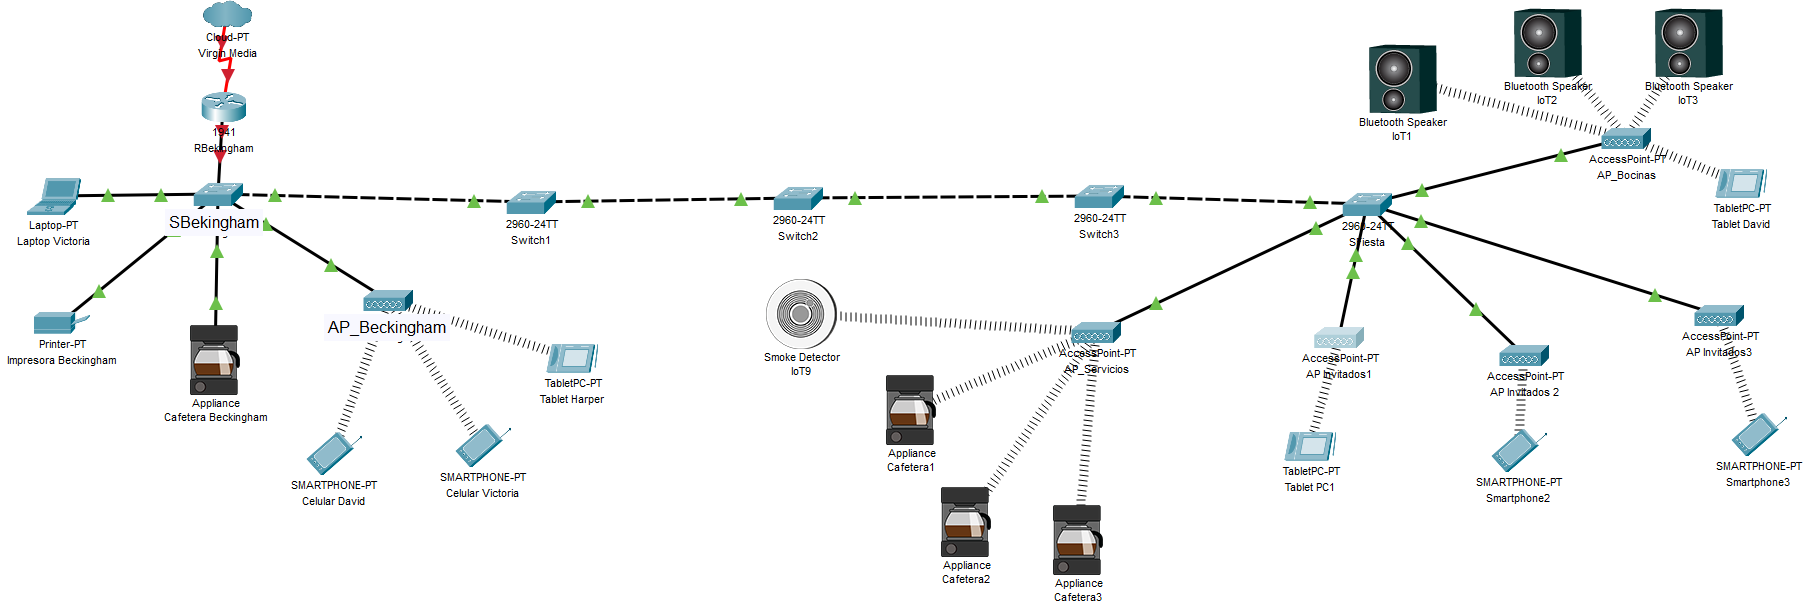 Cloud-PT
Virgin Media
1941
RBekingham
Laptop-PT
Laptop Victoria
SBekingham
Printer-PT
Impresora Beckingham
Appliance
Cafetera Beckingham
AP_Beckingham
TabletPC-PT
Tablet Harper
SMARTPHONE-PT
Celular David
SMARTPHONE-PT
Celular Victoria
2960-24TT
Switch1
2960-24TT
Switch2
2960-24TT
Switch3
2960-24TT
SFiesta
Bluetooth Speaker
IoT1
Bluetooth Speaker
IoT2
Bluetooth Speaker
IoT3
AccessPoint-PT
AP_Bocinas
TabletPC-PT
Tablet David
Smoke Detector
IoT9
AccessPoint-PT
AP_Servicios
Appliance
Cafetera1
Appliance
Cafetera2
Appliance
Cafetera3
AccessPoint-PT
AP Invitados1
TabletPC-PT
Tablet PC1
AccessPoint-PT
AP Invitados 2
SMARTPHONE-PT
Smartphone2
AccessPoint-PT
AP Invitados3
SMARTPHONE-PT
Smartphone3